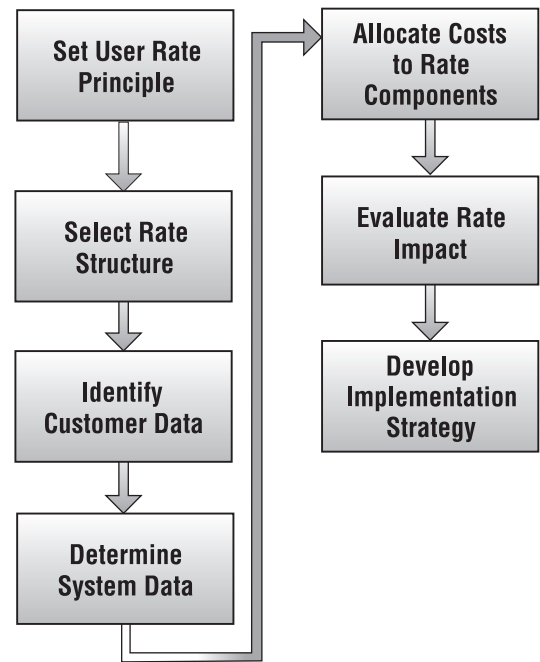 Set User Rate
Principle
Select Rate
Structure
Identify
Customer Data
Determine
System Data
Allocate Costs
to Rate
Components
Evaluate Rate
Impact
Develop
Implementation
Strategy